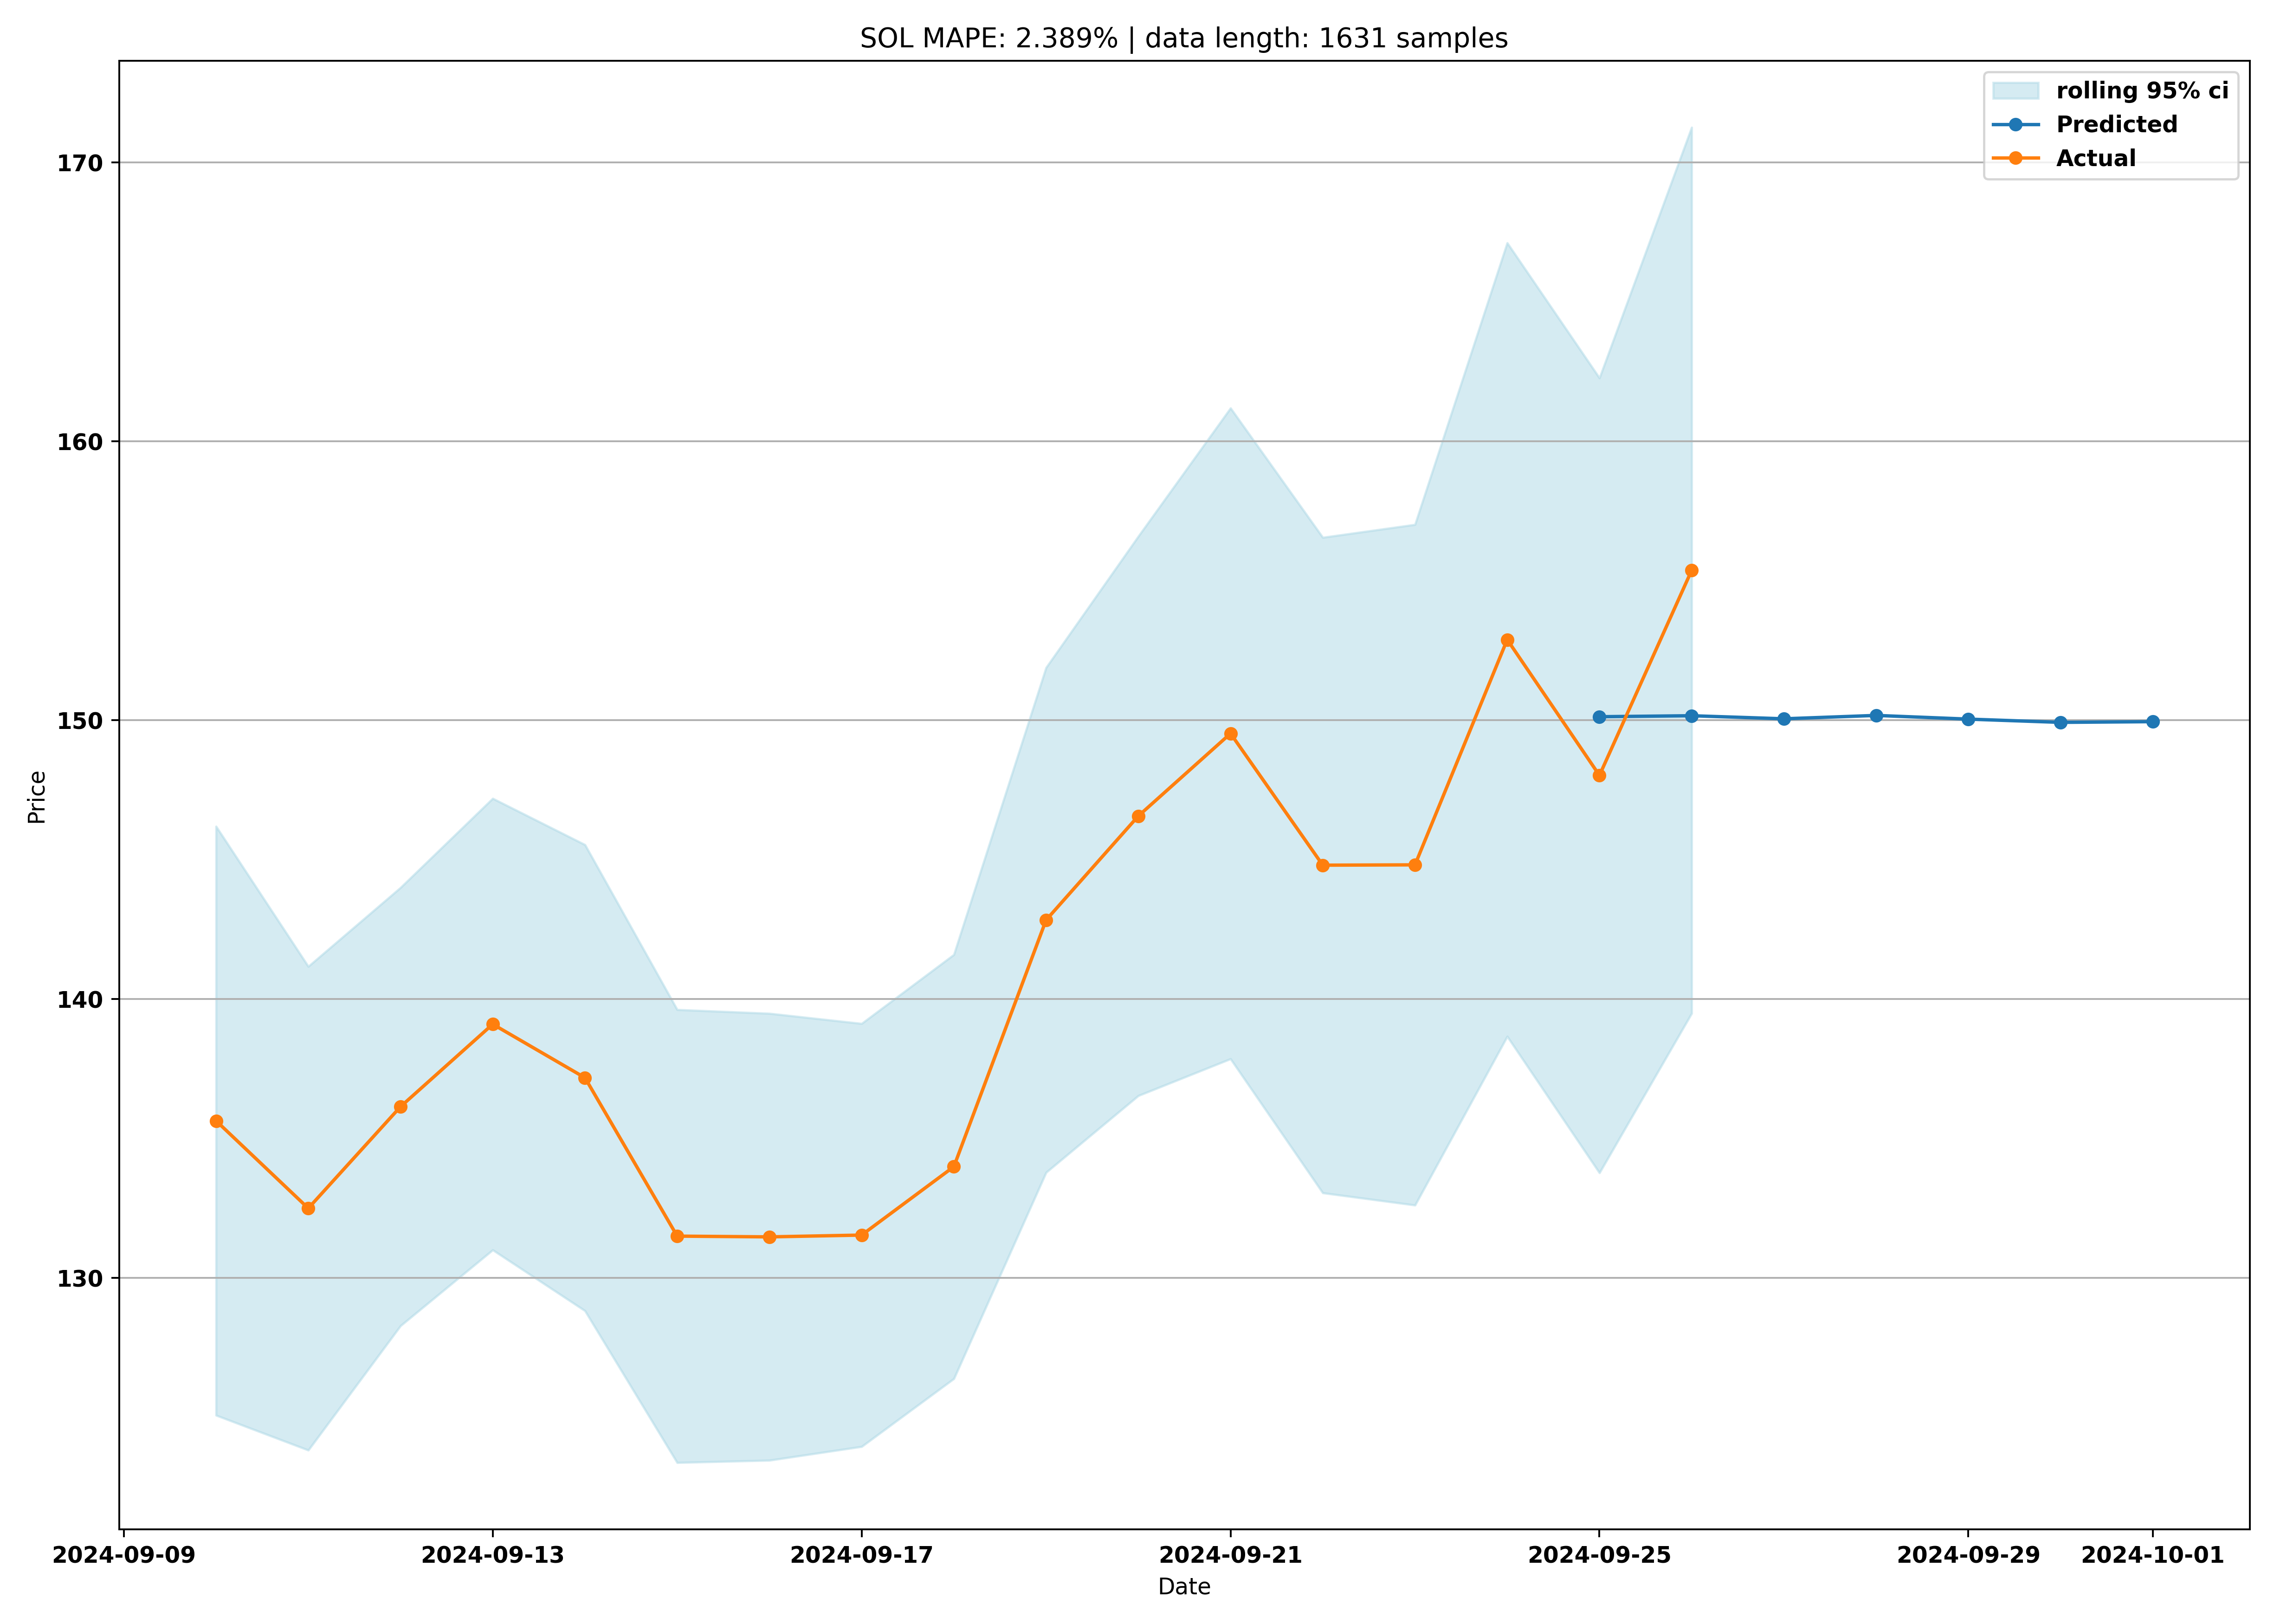 SOL MAPE: 2.389% | data length: 1631 samples
rolling 95% ci
Predicted
Actual
170
160
150
140
130
Price
2024-09-09 2024-09-13 2024-09-17 2024-09-21 2024-09-25 2024-09-29 2024-10-01
Date